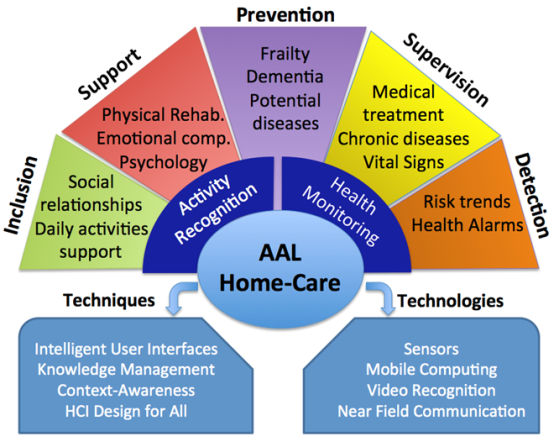 Prevention
Support
Supervision
Inclusion
Detection
Frailty
Dementia
Potential
diseases
Physical Rehab.
Emotional comp.
Psychology
Medical
treatment
Chronic diseases
Vital Signs
Social
relationships
Daily activities
support
Risk trends
Health Alarms
Activity
Recognition
Health
Monitoring
AAL
Home-Care
Techniques
Technologies
Intelligent User Interfaces
Knowledge Management
Context-Awareness
HCI Design for All
Sensors
Mobile Computing
Video Recognition
Near Field Communication